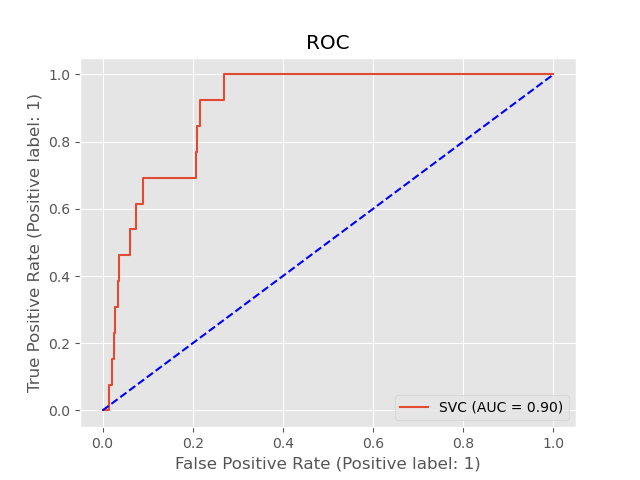 ROC
True Positive Rate (Positive label: 1)
1.0
0.8
0.6
0.4
0.2
0.0
SVC (AUC = 0.90)
0.0 0.2 0.4 0.6 0.8 1.0
False Positive Rate (Positive label: 1)